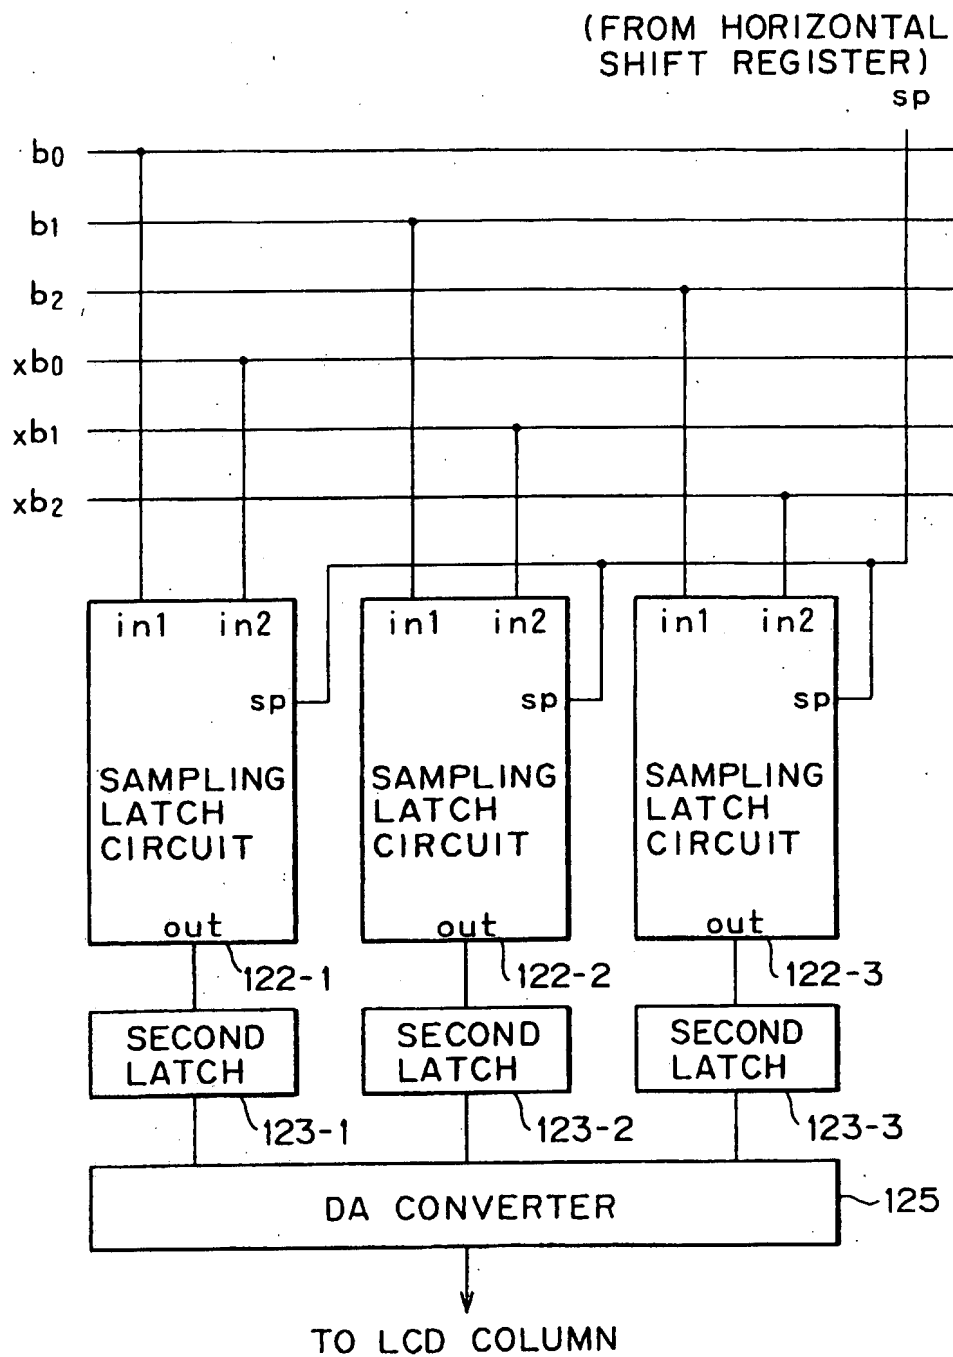 (FROM HORIZONTAL
SHIFT REGISTER)
sp
b0
b1
b2
xb0
xb1
xb2
in1 in2
in1 in2
in1 in2
sp
sp
sp
SAMPLING
LATCH
CIRCUIT
SAMPLING
LATCH
CIRCUIT
SAMPLING
LATCH
CIRCUIT
out
out
out
122-1
122-2
122-3
SECOND
LATCH
SECOND
LATCH
SECOND
LATCH
123-1
123-2
123-3
DA CONVERTER
125
TO LCD COLUMN